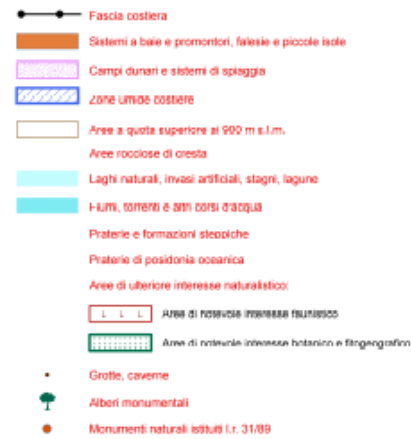 Fascia costiera
Sistemi a baie e promontori, falesie e piccole isole
Campi dunari e sistemi di spiaggia
Zone umide costiere
Aree a quota superiore ai 900 m s.l.m.
Aree rocciose di cresta
Laghi naturali, invasi artificiali, stagni, lagune
Fiumi, torrenti e altri corsi d'acqua
Praterie e formazioni steppiche
Praterie di posidonia oceanica
Aree di ulteriore interesse naturalistico:
Aree di notevole interesse faunistico
Aree di notevole interesse botanico e fitogeografico
Grotte, caverne
Alberi monumentali
Monumenti naturali istituiti l.r. 31/89